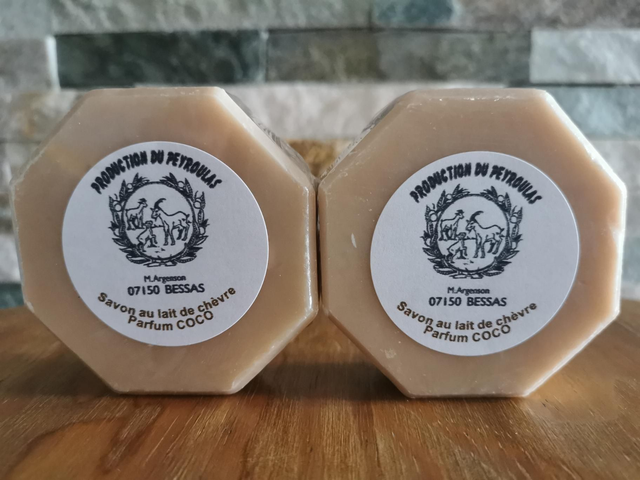 PRODUCTION DU PEYROULAS
M.Argenson
07150 BESSAS
Savon au lait de chèvre
Parfum COCO
PRODUCTION DU PEYROULAS
M.Argenson
07150 BESSAS
Savon au lait de chèvre
Parfum COCO